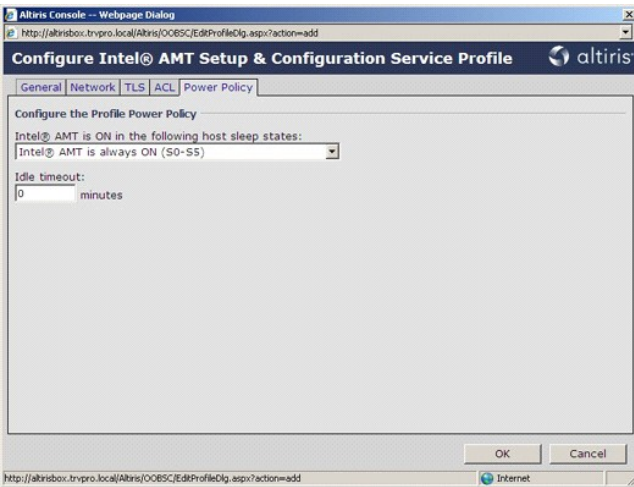 Altiris Console -- Webpage Dialog
http://altirisbox.trvpro.local/Altiris/OOBSC/EditProfileDlg.aspx?action=add
Configure Intel® AMT Setup & Configuration Service Profile altiris
General Network TLS ACL Power Policy
Configure the Profile Power Policy
Intel® AMT is ON in the following host sleep states:
Intel® AMT is always ON (S0-S5)
Idle timeout:
0 minutes
OK Cancel
http://altirisbox.trvpro.local/Altiris/OOBSC/EditProfileDlg.aspx?action=add Internet